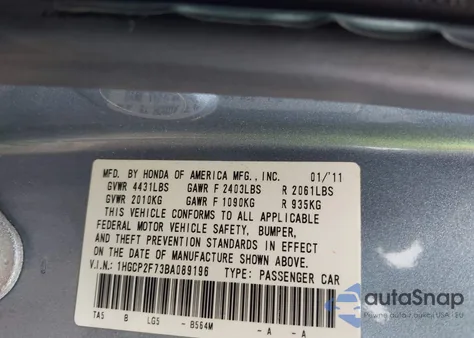 MFD. BY HONDA OF AMERICA MFG., INC. 01/'11
GVWR 4431LBS GAWR F 2403LBS R 2061LBS
GVWR 2010KG GAWR F 1090KG R 935KG
THIS VEHICLE CONFORMS TO ALL APPLICABLE
FEDERAL MOTOR VEHICLE SAFETY, BUMPER,
AND THEFT PREVENTION STANDARDS IN EFFECT
ON THE DATE OF MANUFACTURE SHOWN ABOVE.
V.I.N.: 1HGCP2F73BA089196 TYPE: PASSENGER CAR
TA5 B LG5 - B564M - A - A
autoSnap
POWERED BY